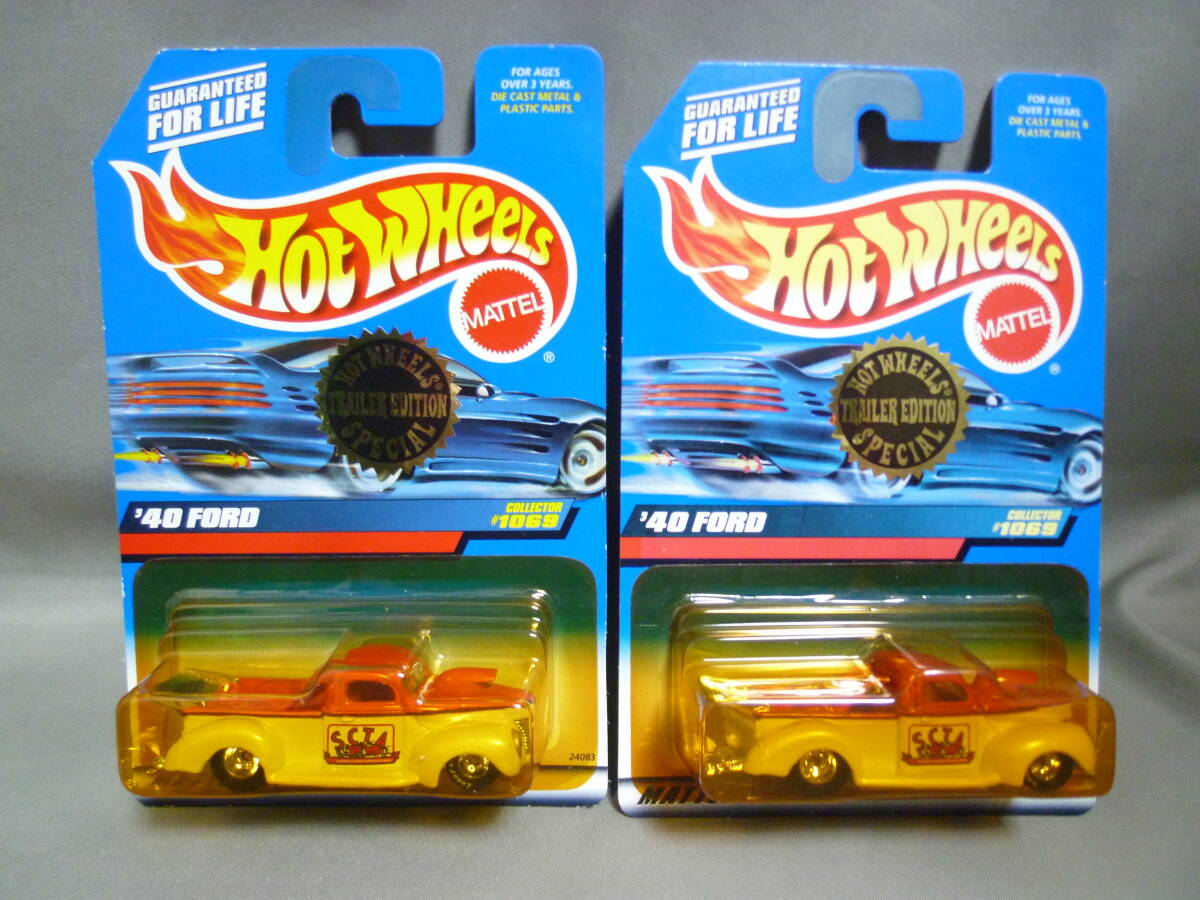 GUARANTEED
FOR LIFE
FOR AGES
OVER 3 YEARS.
DIE CAST METAL &
PLASTIC PARTS.
HOT WHEELS
MATTEL
®
HOT WHEELS®
TRAILER EDITION
SPECIAL
'40 FORD
COLLECTOR
#1069
S.C.T.A
24083
GUARANTEED
FOR LIFE
FOR AGES
OVER 3 YEARS.
DIE CAST METAL &
PLASTIC PARTS.
HOT WHEELS
MATTEL
®
HOT WHEELS®
TRAILER EDITION
SPECIAL
'40 FORD
COLLECTOR
#1069
S.C.T.A